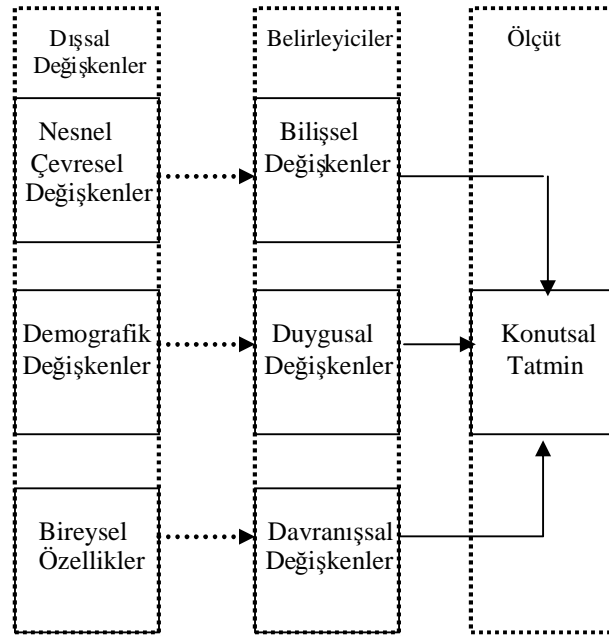 Dışsal
Değişkenler
Belirleyiciler
Ölçüt
Nesnel
Çevresel
Değişkenler
Bilişsel
Değişkenler
Demografik
Değişkenler
Duygusal
Değişkenler
Konutsal
Tatmin
Bireysel
Özellikler
Davranışsal
Değişkenler